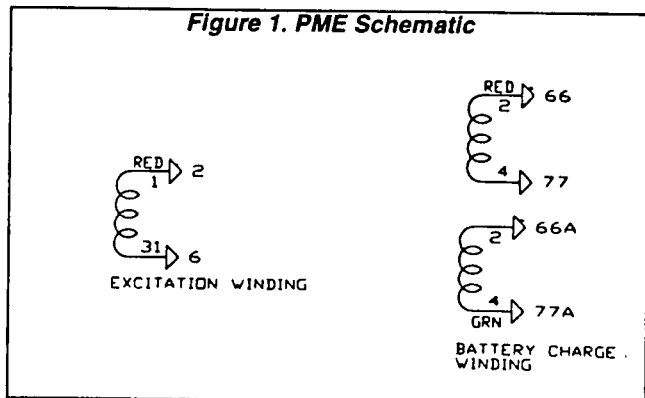 Figure 1. PME Schematic
RED
1
2
31
6
EXCITATION WINDING
RED
2
66
4
77
2
66A
4
GRN
77A
BATTERY CHARGE.
WINDING